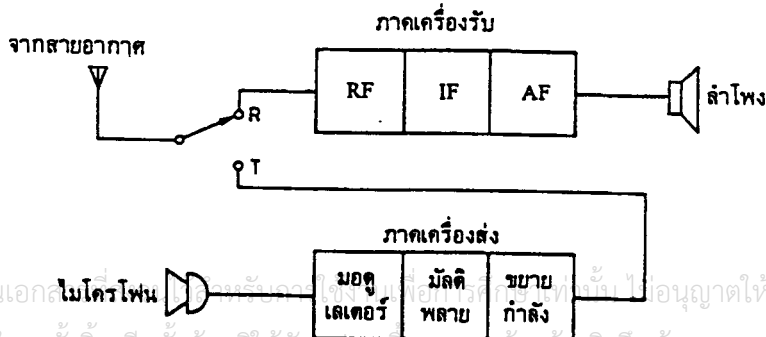 ภาคเครื่องรับ
จากสายอากาศ
RF IF AF
ลำโพง
R
T
ภาคเครื่องส่ง
ไมโครโฟน
มอดู มัลติ ขยาย
เลเตอร์ พลาย กำลัง